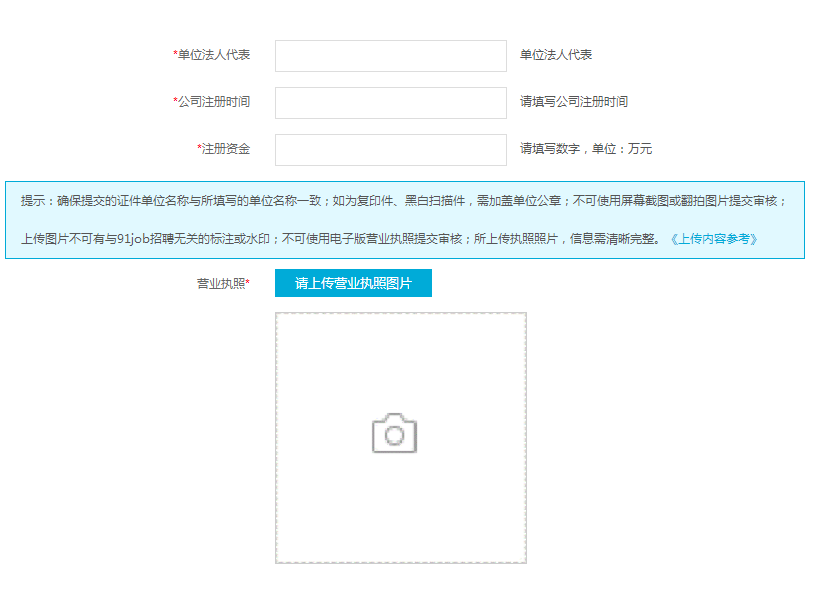 *单位法人代表 单位法人代表
*公司注册时间 请填写公司注册时间
*注册资金 请填写数字，单位：万元
提示：确保提交的证件单位名称与所填写的单位名称一致；如为复印件、黑白扫描件，需加盖单位公章；不可使用屏幕截图或翻拍图片提交审核；
上传图片不可有与91job招聘无关的标注或水印；不可使用电子版营业执照提交审核；所上传执照照片，信息需清晰完整。《上传内容参考》
营业执照* 请上传营业执照图片